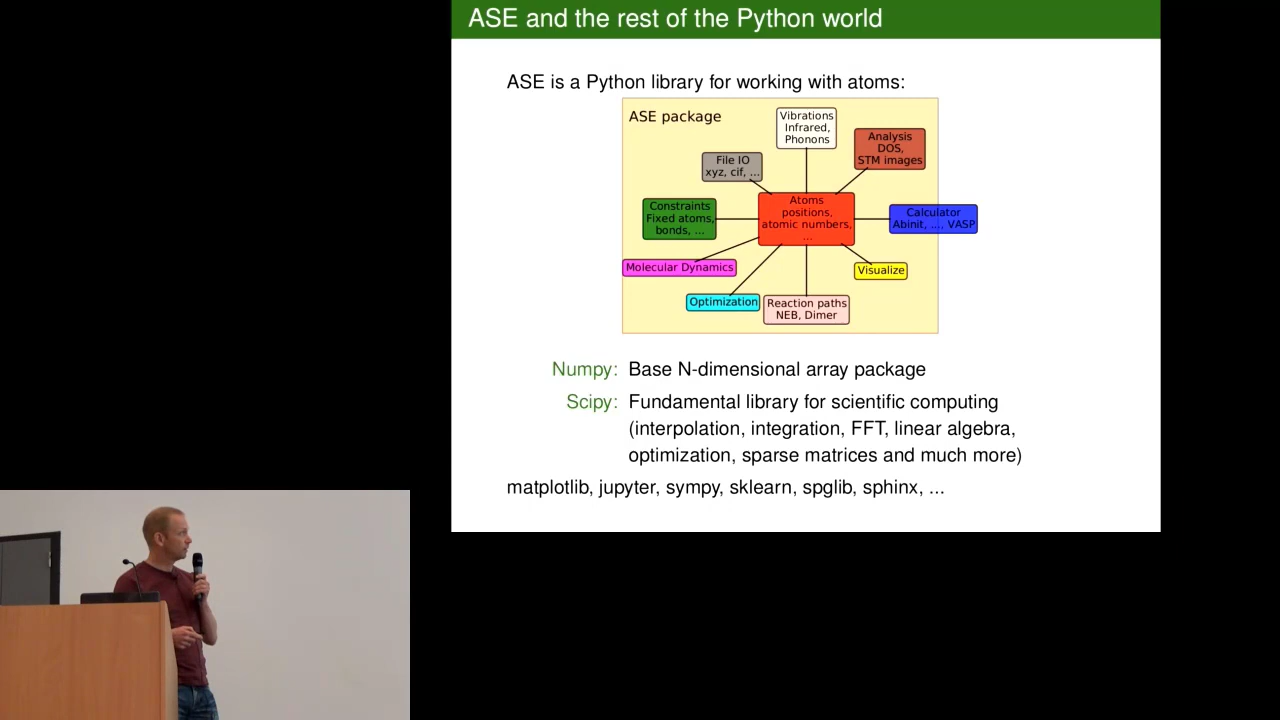 ASE and the rest of the Python world
ASE is a Python library for working with atoms:
ASE package
Vibrations
Infrared,
Phonons
Analysis
DOS,
STM images
File IO
xyz, cif, ...
Constraints
Fixed atoms,
bonds, ...
Atoms
positions,
atomic numbers,
...
Calculator
Abinit, ..., VASP
Molecular Dynamics
Visualize
Optimization
Reaction paths
NEB, Dimer
Numpy: Base N-dimensional array package
Scipy: Fundamental library for scientific computing
(interpolation, integration, FFT, linear algebra,
optimization, sparse matrices and much more)
matplotlib, jupyter, sympy, sklearn, spglib, sphinx, ...